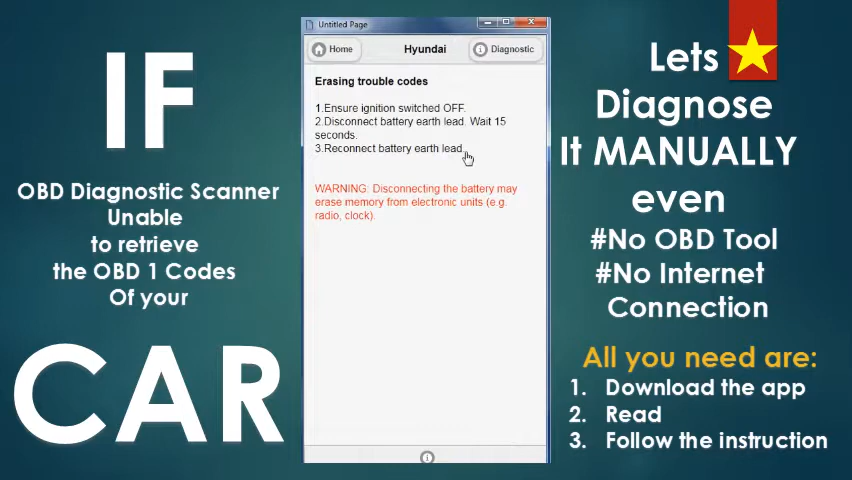 IF
OBD Diagnostic Scanner
Unable
to retrieve
the OBD 1 Codes
Of your
CAR
Untitled Page
Home
Hyundai
Diagnostic
Erasing trouble codes
1.Ensure ignition switched OFF.
2.Disconnect battery earth lead. Wait 15
seconds.
3.Reconnect battery earth lead.
WARNING: Disconnecting the battery may
erase memory from electronic units (e.g.
radio, clock).
Lets
Diagnose
It MANUALLY
even
#No OBD Tool
#No Internet
Connection
All you need are:
1. Download the app
2. Read
3. Follow the instruction